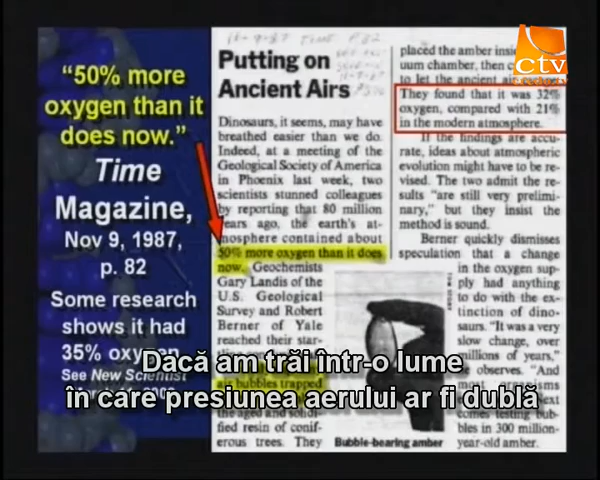 "50% more
oxygen than it
does now."
Time
Magazine,
Nov 9, 1987,
p. 82
Some research
shows it had
35% oxygen
See New Scientist
Putting on
Ancient Airs
Dinosaurs, it seems, may have
breathed easier than we do.
Indeed, at a meeting of the
Geological Society of America
in Phoenix last week, two
scientists stunned colleagues
by reporting that 80 million
years ago, the earth's at-
mosphere contained about
50% more oxygen than it does
now. Geochemists
Gary Landis of the
U.S. Geological
Survey and Robert
Berner of Yale
reached their star-
air bubbles trapped
the aged and solidi-
fied resin of conif-
erous trees. They
Bubble-bearing amber
placed the amber
uum chamber, then
to let the ancient air
They found that it was 32%
oxygen, compared with 21%
in the modern atmosphere.
If the findings are accu-
rate, ideas about atmospheric
evolution might have to be re-
vised. The two admit the re-
sults "are still very prelimi-
nary," but they insist the
method is sound.
Berner quickly dismisses
speculation that a change
in the oxygen sup-
ply had anything
to do with the ex-
tinction of dino-
saurs. "It was a very
slow change, over
millions of years,"
he observes. "And
most
Next
comes testing bub-
bles in 300 million-
year-old amber.
ctv
Dacă am trăi într-o lume
în care presiunea aerului ar fi dublă